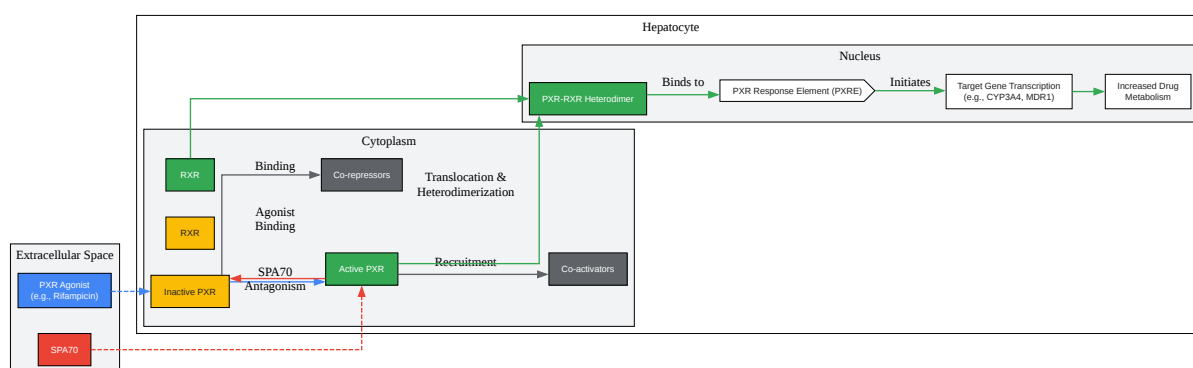 Hepatocyte
Nucleus
PXR-RXR Heterodimer
Binds to
PXR Response Element (PXRE)
Initiates
Target Gene Transcription
(e.g., CYP3A4, MDR1)
Increased Drug
Metabolism
Cytoplasm
RXR
Binding
Co-repressors
Translocation &
Heterodimerization
RXR
Agonist
Binding
Extracellular Space
PXR Agonist
(e.g., Rifampicin)
Inactive PXR
SPA70
Antagonism
Active PXR
Recruitment
Co-activators
SPA70